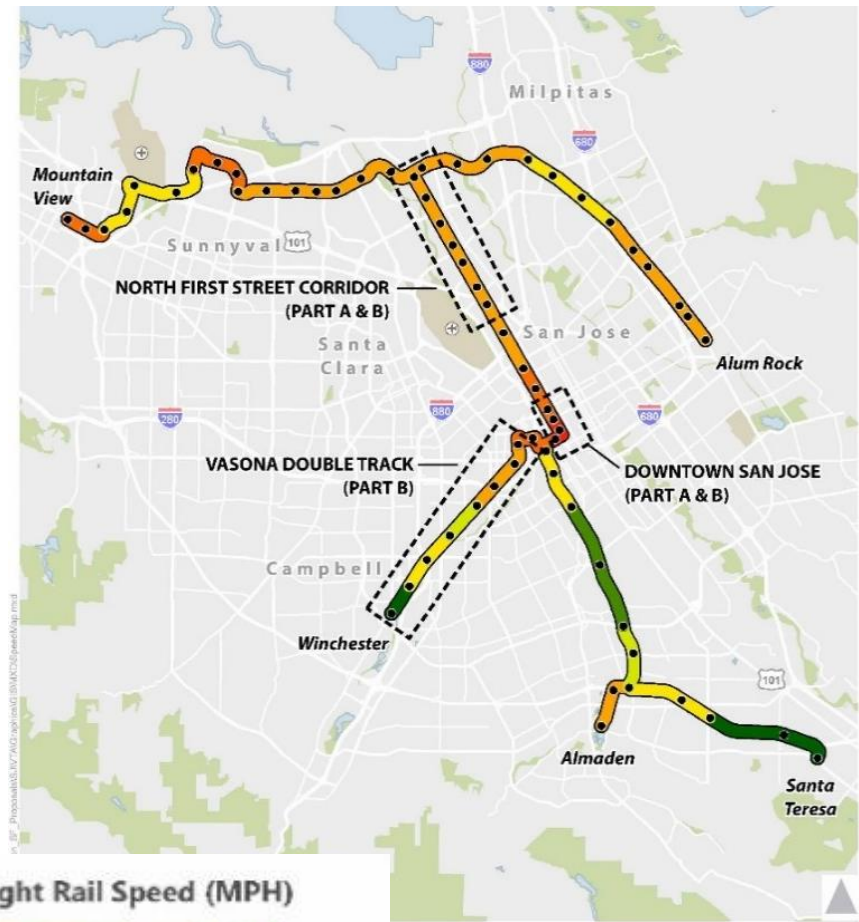 880
Milpitas
680
Mountain
View
Sunnyval
101
NORTH FIRST STREET CORRIDOR
(PART A & B)
San Jose
Santa
Clara
Alum Rock
280
880
680
VASONA DOUBLE TRACK
(PART B)
DOWNTOWN SAN JOSE
(PART A & B)
Campbell
Winchester
101
Almaden
Santa
Teresa
ght Rail Speed (MPH)